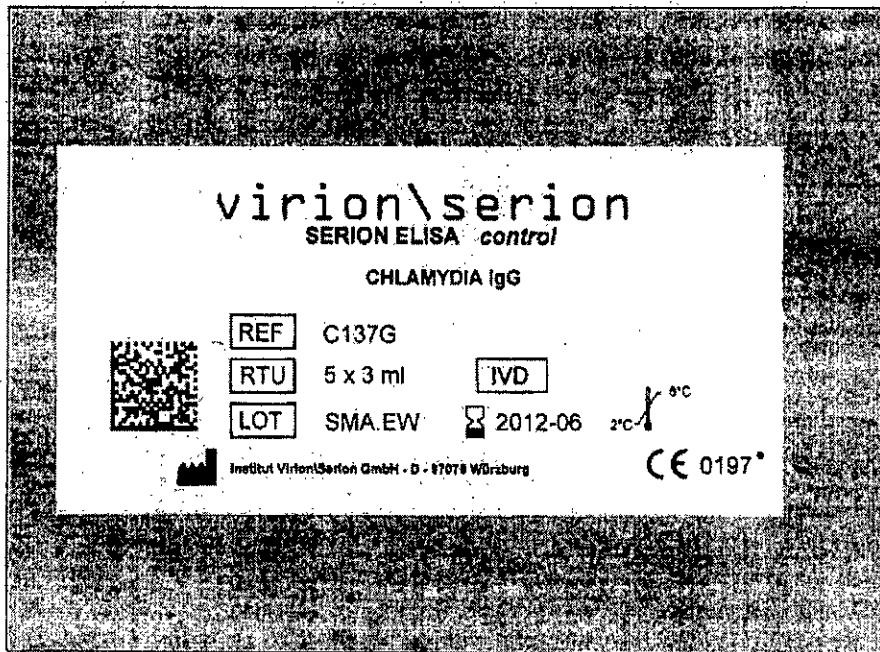 virion\serion
SERION ELISA control
CHLAMYDIA IgG
REF C137G
RTU 5 x 3 ml IVD
LOT SMA.EW 2012-06 2°C 8°C
Institut Virion\Serion GmbH - D - 97078 Würzburg
CE 0197